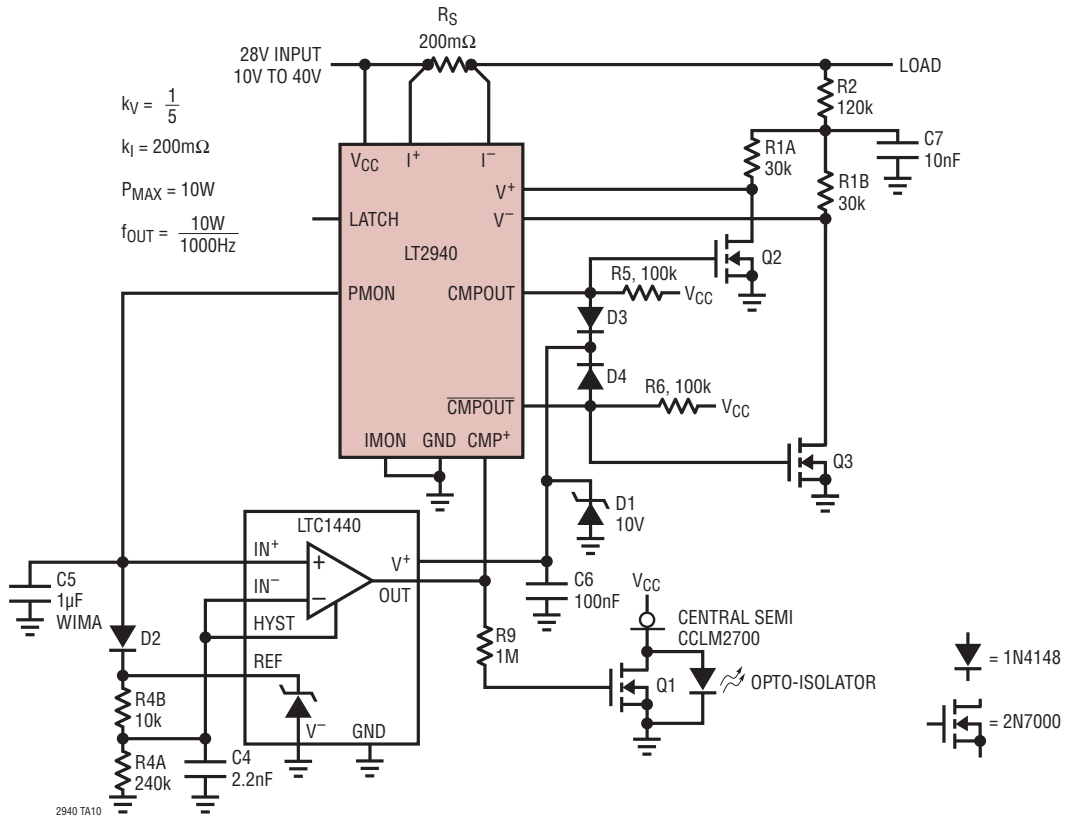 RS
200mΩ
28V INPUT
10V TO 40V
LOAD
R2
120k
kV = 1/5
kI = 200mΩ
PMAX = 10W
fOUT = 10W/1000Hz
R1A
30k
C7
10nF
R1B
30k
VCC
I+
I–
V+
V–
LATCH
LT2940
Q2
PMON
CMPOUT
R5, 100k
VCC
D3
D4
R6, 100k
CMPOUT
VCC
IMON
GND
CMP+
Q3
D1
10V
LTC1440
IN+
+
V+
C5
1µF
WIMA
IN–
–
OUT
C6
100nF
VCC
HYST
D2
R9
1M
CENTRAL SEMI
CCLM2700
REF
Q1
OPTO-ISOLATOR
= 1N4148
R4B
10k
V–
GND
= 2N7000
R4A
240k
C4
2.2nF
2940 TA10